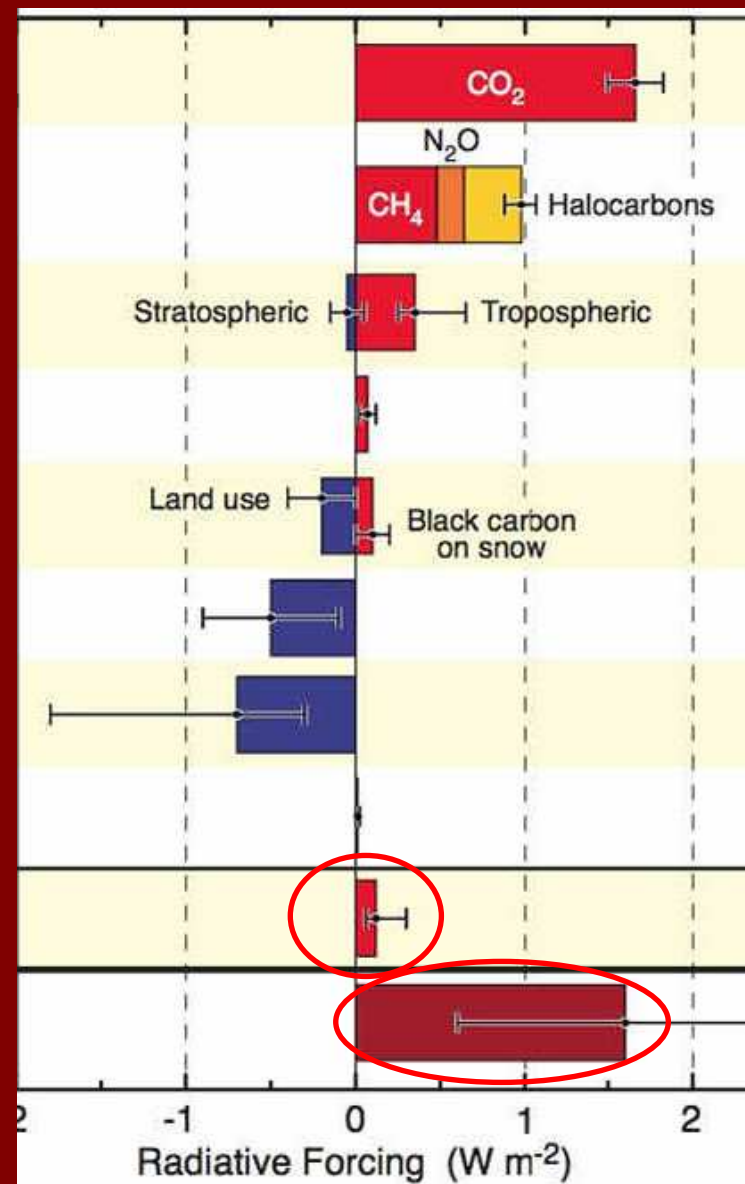 CO₂
N₂O
CH₄ Halocarbons
Stratospheric Tropospheric
Land use
Black carbon
on snow
2 -1 0 1 2
Radiative Forcing (W m⁻²)